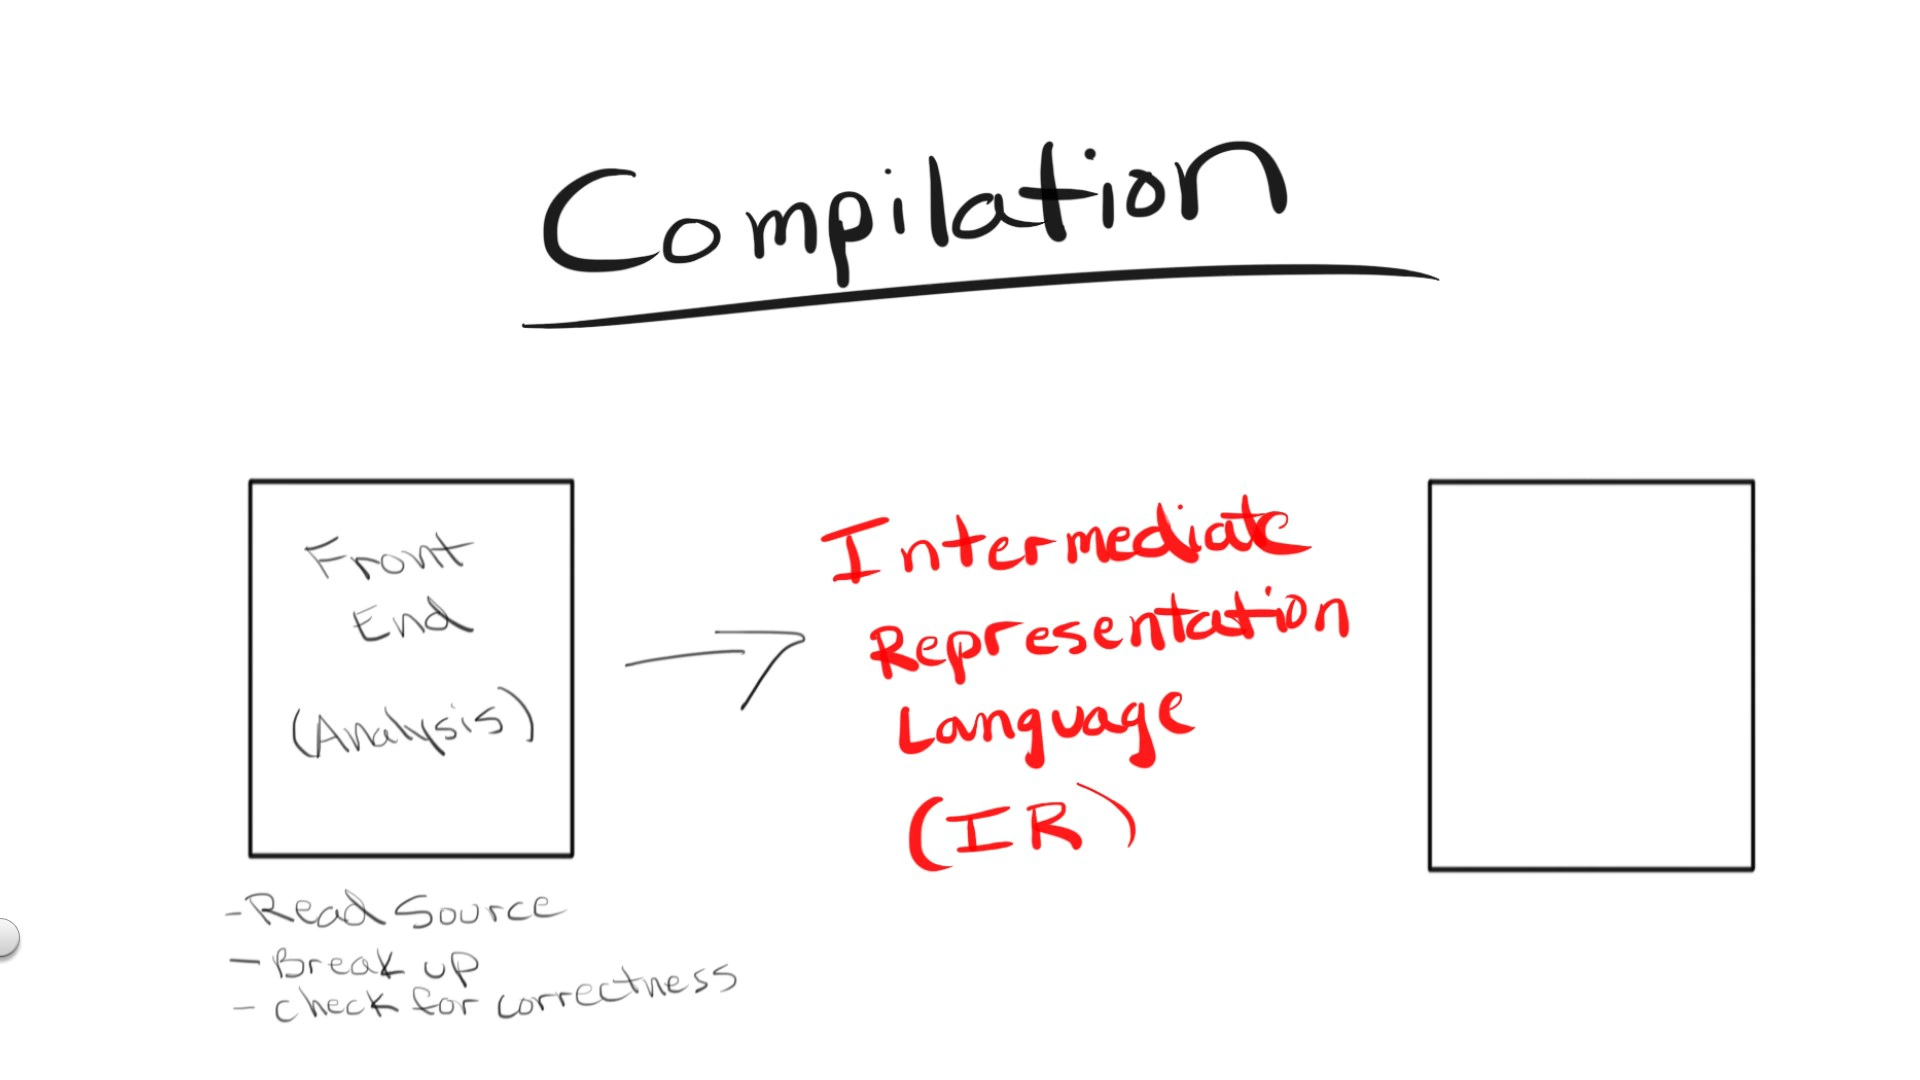 Compilation
Front
End
(Analysis)
Intermediate
Representation
Language
(IR)
- Read Source
- Break up
- check for correctness